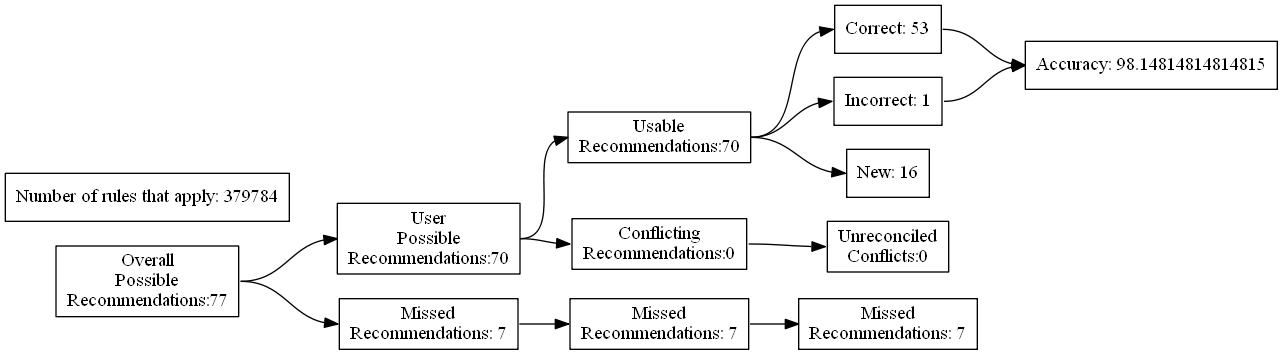 Number of rules that apply: 379784
Overall
Possible
Recommendations:77
User
Possible
Recommendations:70
Missed
Recommendations: 7
Usable
Recommendations:70
Conflicting
Recommendations:0
Missed
Recommendations: 7
Correct: 53
Incorrect: 1
New: 16
Unreconciled
Conflicts:0
Missed
Recommendations: 7
Accuracy: 98.14814814814815